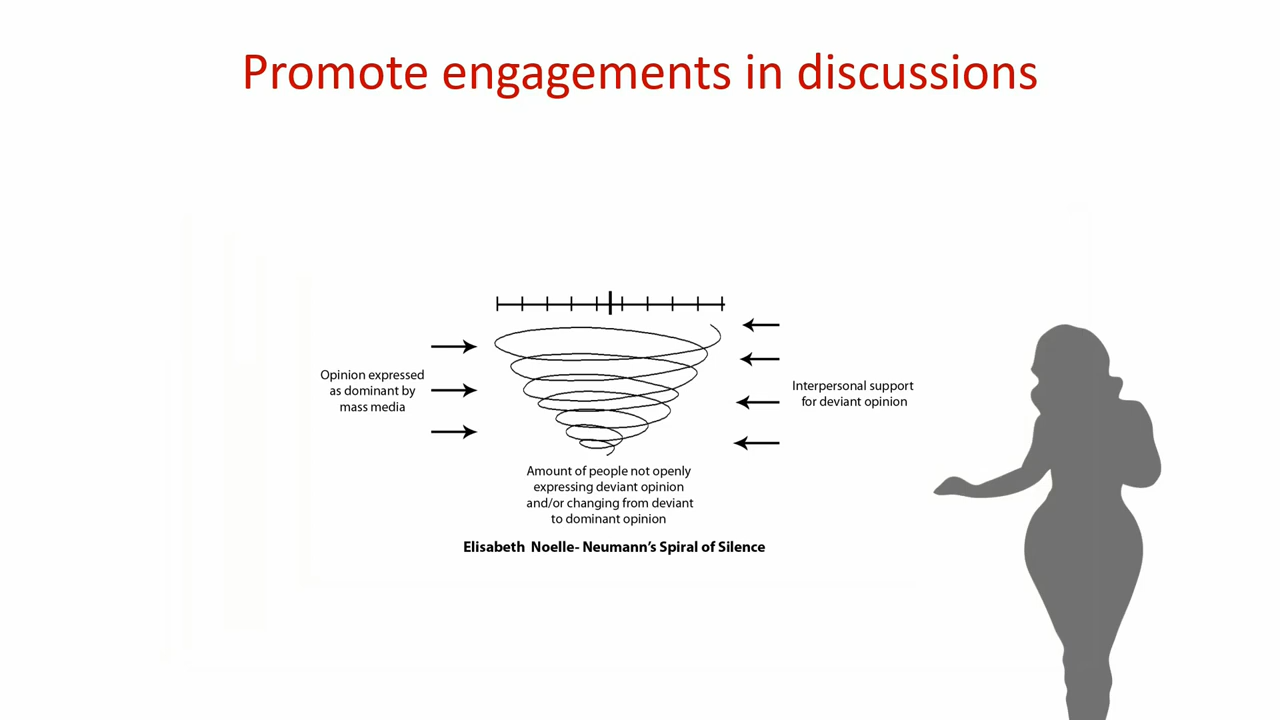 Promote engagements in discussions
Opinion expressed
as dominant by
mass media
Interpersonal support
for deviant opinion
Amount of people not openly
expressing deviant opinion
and/or changing from deviant
to dominant opinion
Elisabeth Noelle- Neumann's Spiral of Silence